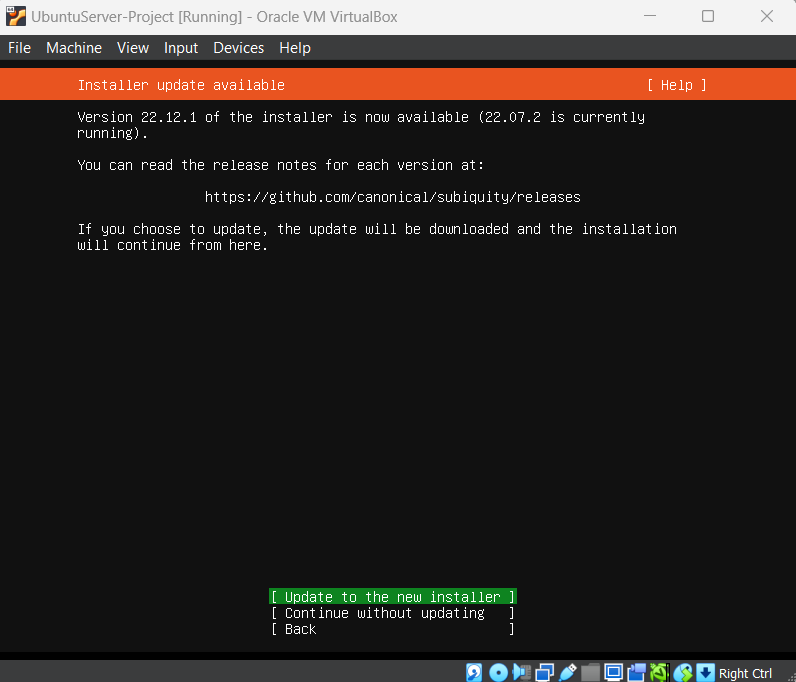 UbuntuServer-Project [Running] - Oracle VM VirtualBox
File Machine View Input Devices Help
Installer update available [ Help ]
Version 22.12.1 of the installer is now available (22.07.2 is currently
running).
You can read the release notes for each version at:
https://github.com/canonical/subiquity/releases
If you choose to update, the update will be downloaded and the installation
will continue from here.
[ Update to the new installer ]
[ Continue without updating ]
[ Back ]
Right Ctrl